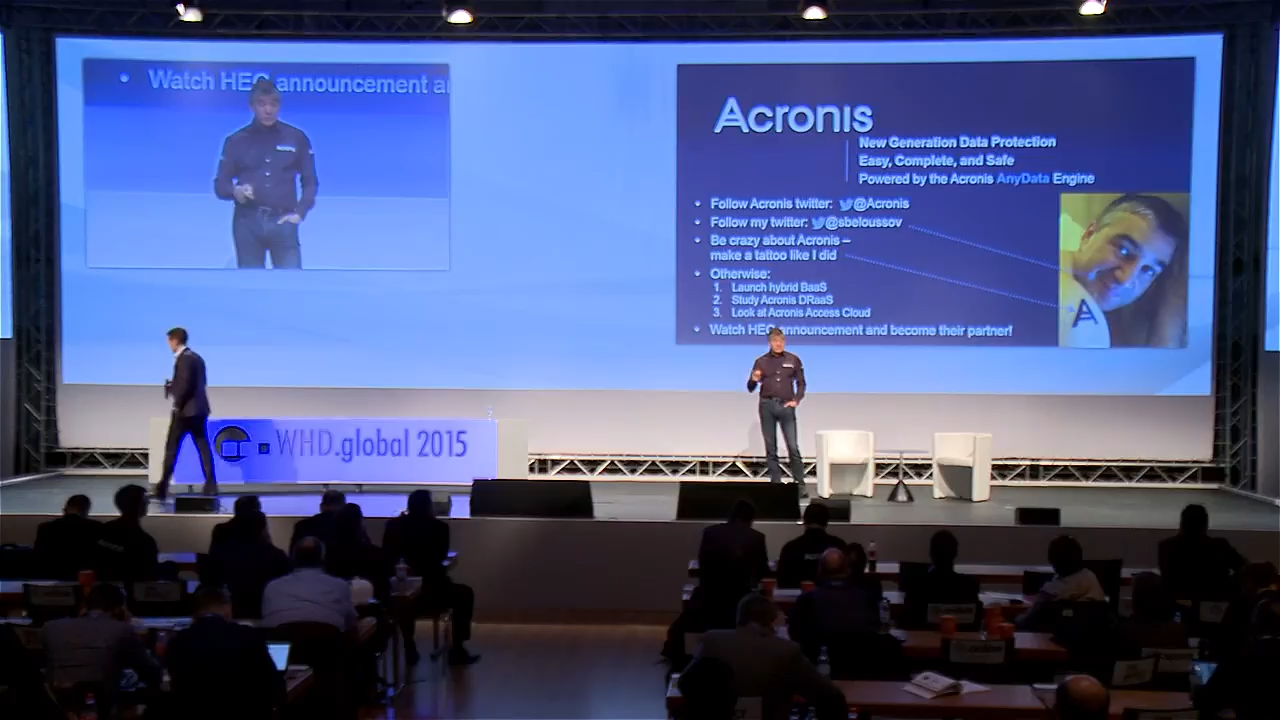 • Watch HEC announcement a
Acronis
New Generation Data Protection
Easy, Complete, and Safe
Powered by the Acronis AnyData Engine
• Follow Acronis twitter: @Acronis
• Follow my twitter: @sbeloussov
• Be crazy about Acronis –
make a tattoo like I did
• Otherwise:
1. Launch hybrid BaaS
2. Study Acronis DRaaS
3. Look at Acronis Access Cloud
• Watch HEC announcement and become their partner!
A
WHD.global 2015